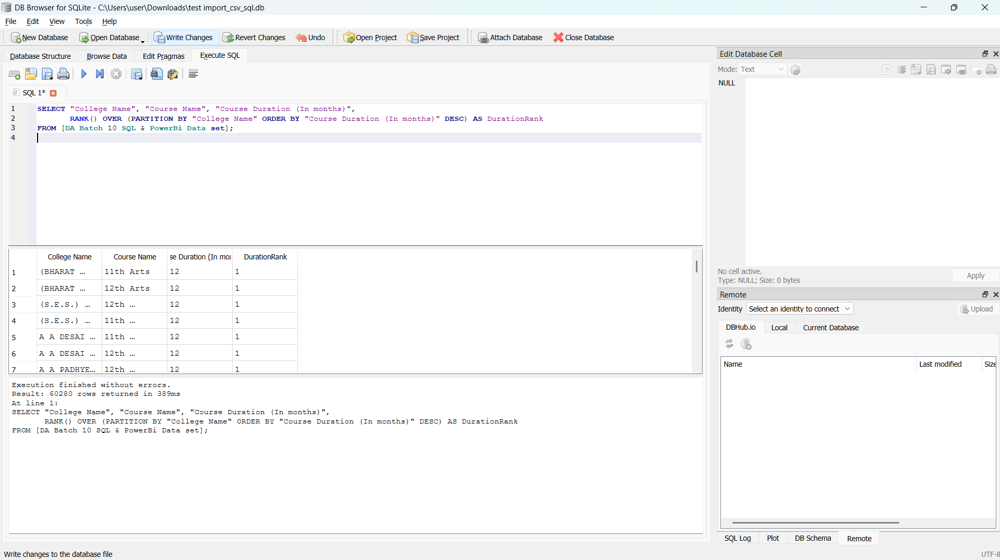 DB Browser for SQLite - C:\Users\user\Downloads\test import_csv_sql.db
File Edit View Tools Help
New Database Open Database Write Changes Revert Changes Undo Open Project Save Project Attach Database Close Database
Database Structure Browse Data Edit Pragmas Execute SQL
SQL 1*
1 SELECT "College Name", "Course Name", "Course Duration (In months)",
2 RANK() OVER (PARTITION BY "College Name" ORDER BY "Course Duration (In months)" DESC) AS DurationRank
3 FROM [DA Batch 10 SQL & PowerBi Data set];
4
College Name Course Name se Duration (In mon DurationRank
1 (BHARAT … 11th Arts 12 1
2 (BHARAT … 12th Arts 12 1
3 (S.E.S.) … 12th … 12 1
4 (S.E.S.) … 11th … 12 1
5 A A DESAI … 11th … 12 1
6 A A DESAI … 12th … 12 1
7 A A PADHYE… 12th … 12 1
Execution finished without errors.
Result: 60280 rows returned in 389ms
At line 1:
SELECT "College Name", "Course Name", "Course Duration (In months)",
RANK() OVER (PARTITION BY "College Name" ORDER BY "Course Duration (In months)" DESC) AS DurationRank
FROM [DA Batch 10 SQL & PowerBi Data set];
Edit Database Cell
Mode: Text
NULL
No cell active.
Type: NULL; Size: 0 bytes
Apply
Remote
Identity Select an identity to connect Upload
DBHub.io Local Current Database
Name Last modified Size
SQL Log Plot DB Schema Remote
Write changes to the database file
UTF-8